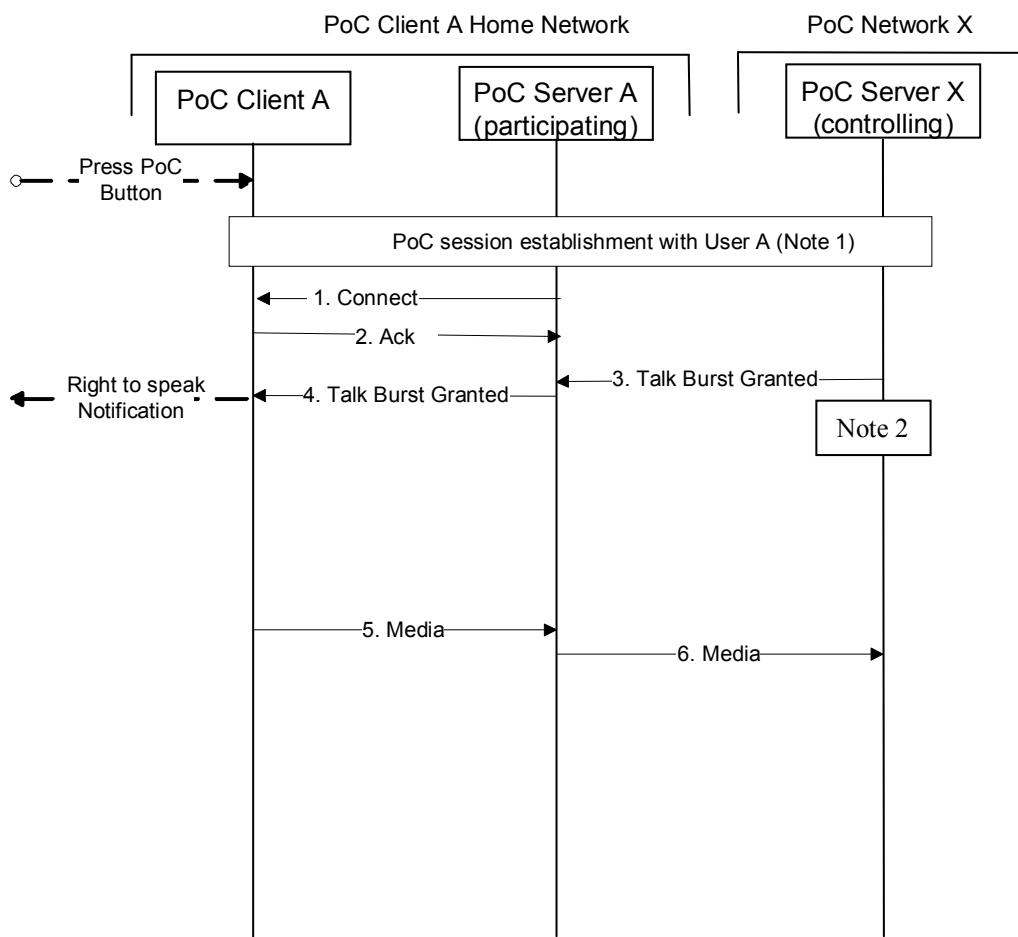 PoC Client A Home Network
PoC Network X
PoC Client A
PoC Server A
(participating)
PoC Server X
(controlling)
Press PoC
Button
PoC session establishment with User A (Note 1)
1. Connect
2. Ack
3. Talk Burst Granted
Right to speak
Notification
4. Talk Burst Granted
Note 2
5. Media
6. Media